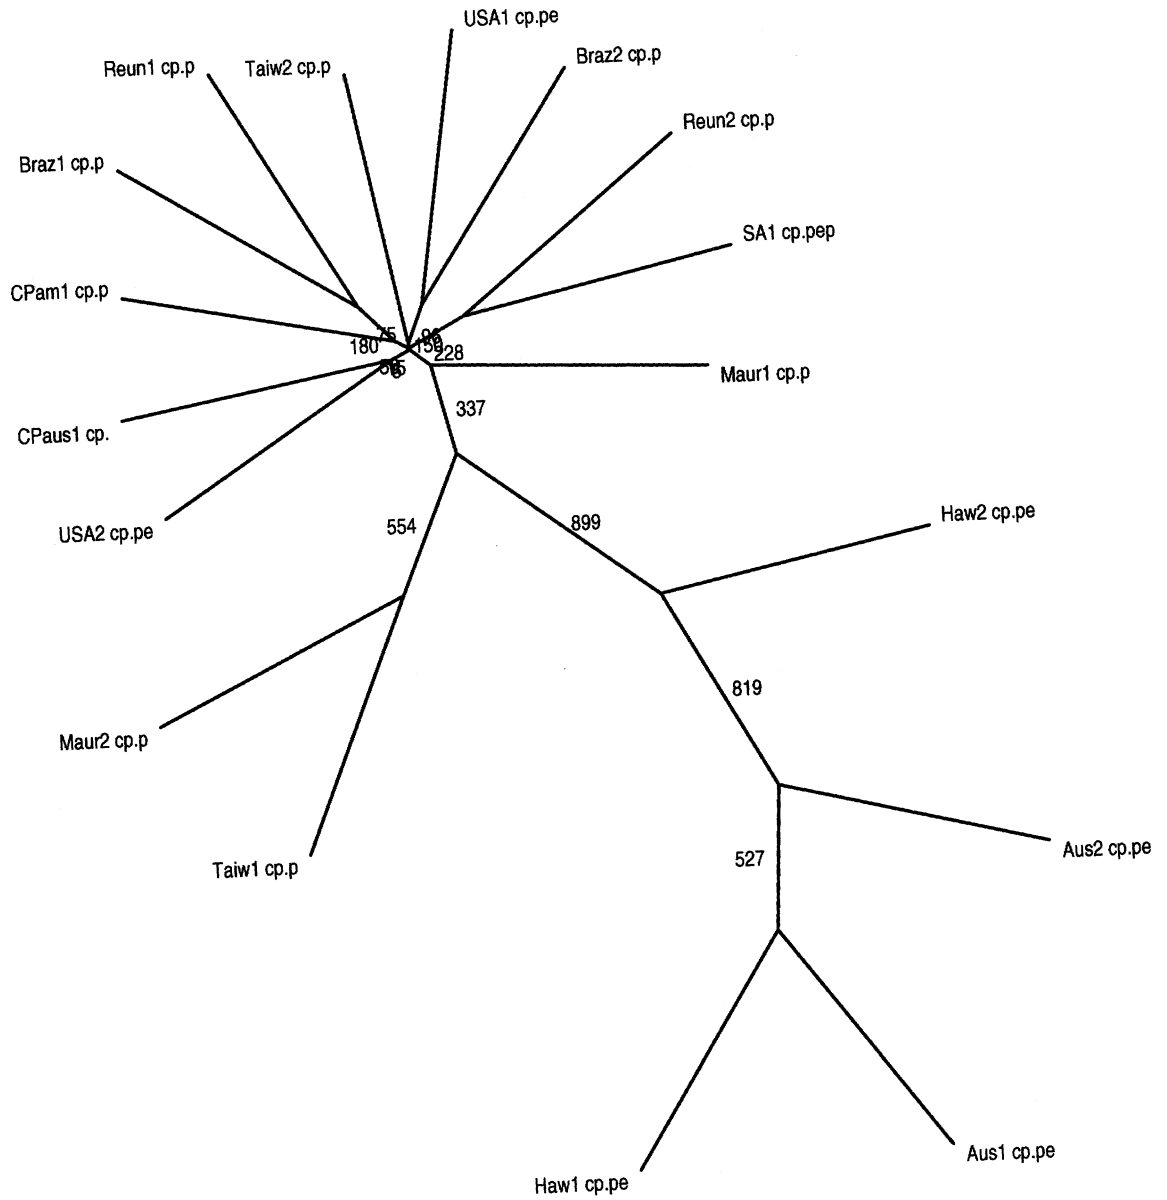 USA1 cp.pe
Braz2 cp.p
Reun1 cp.p
Taiw2 cp.p
Reun2 cp.p
Braz1 cp.p
SA1 cp.pep
CPam1 cp.p
75
180
228
Maur1 cp.p
337
CPaus1 cp.
USA2 cp.pe
554
899
Haw2 cp.pe
819
Maur2 cp.p
Aus2 cp.pe
527
Taiw1 cp.p
Aus1 cp.pe
Haw1 cp.pe